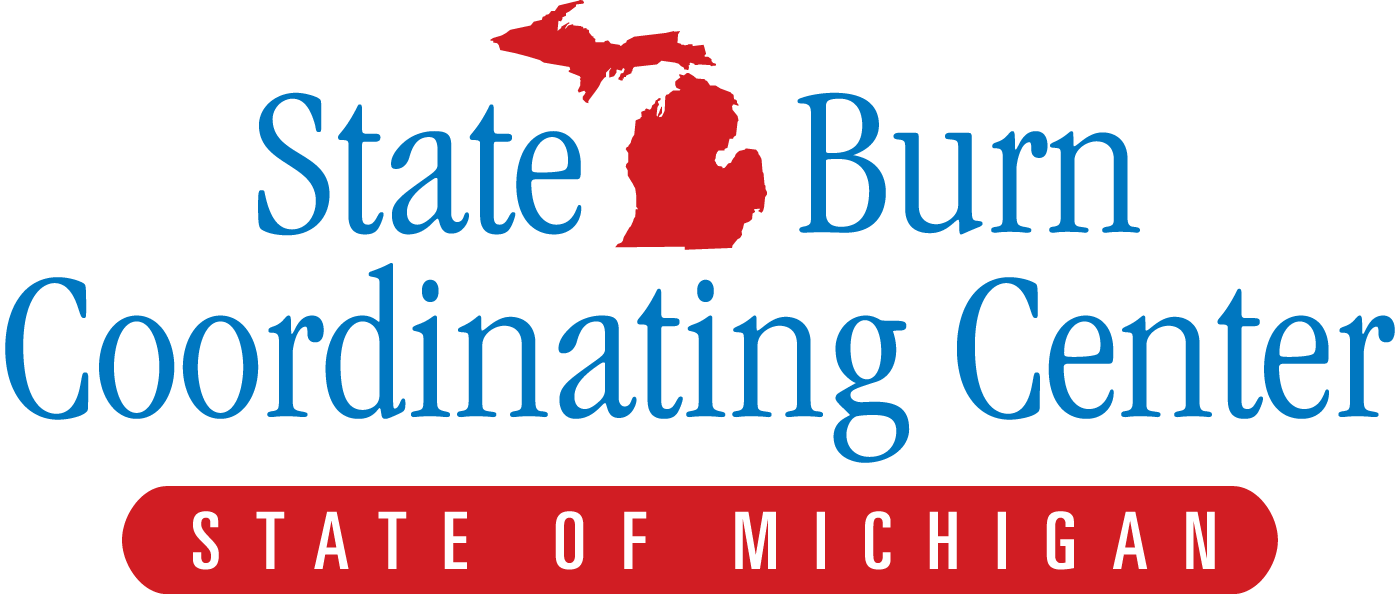 State Burn
Coordinating Center
STATE OF MICHIGAN